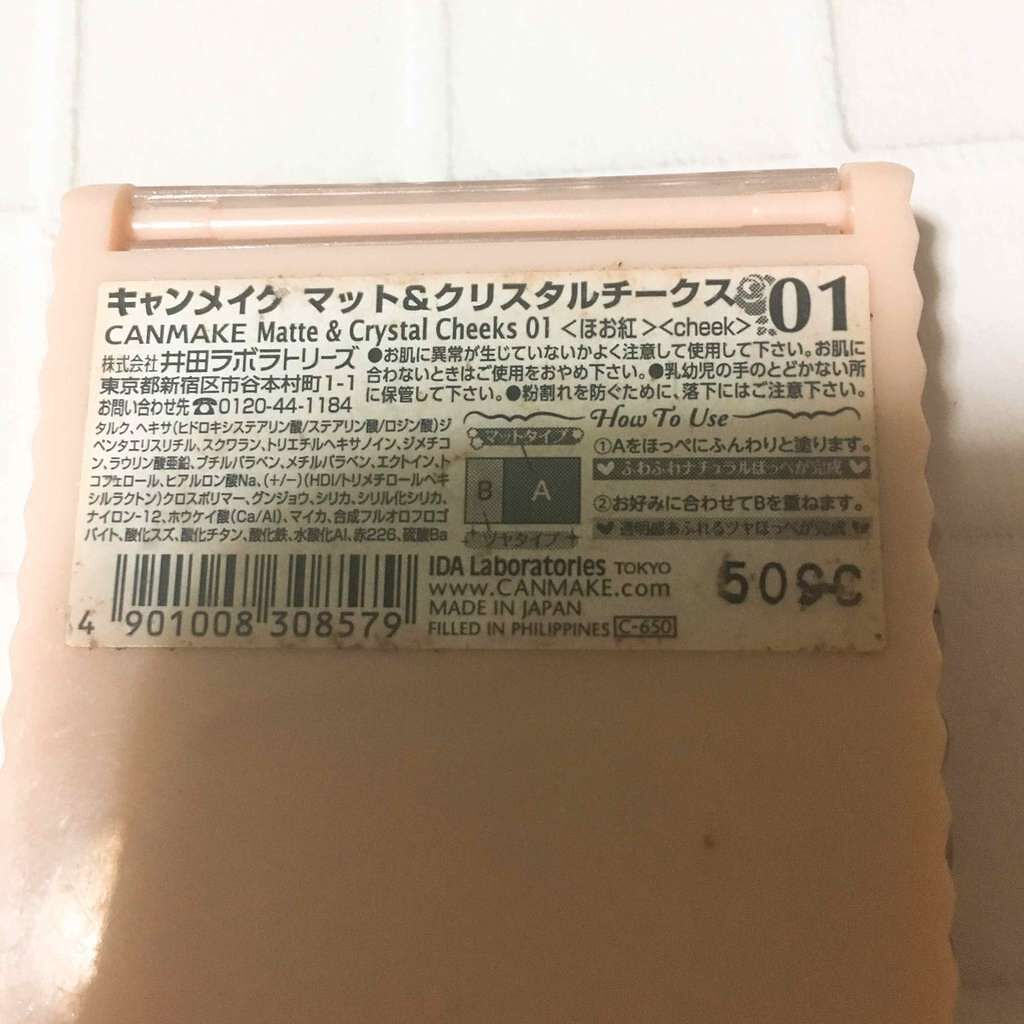 キャンメイク マット&クリスタルチークス 01
CANMAKE Matte & Crystal Cheeks 01 <ほお紅><cheek>
株式会社 井田ラボラトリーズ
東京都新宿区市谷本村町1-1
お問い合わせ先☎0120-44-1184
●お肌に異常が生じていないかよく注意して使用して下さい。お肌に
合わないときはご使用をおやめ下さい。●乳幼児の手のとどかない所
に保管して下さい。●粉割れを防ぐために、落下にはご注意下さい。
タルク、ヘキサ(ヒドロキシステアリン酸/ステアリン酸/ロジン酸)ジ
ペンタエリスリチル、スクワラン、トリエチルヘキサノイン、ジメチコ
ン、ラウリン酸亜鉛、ブチルパラベン、メチルパラベン、エクトイン、ト
コフェロール、ヒアルロン酸Na、(+/-)(HDI/トリメチロールヘキ
シルラクトン)クロスポリマー、グンジョウ、シリカ、シリル化シリカ、
ナイロン-12、ホウケイ酸(Ca/Al)、マイカ、合成フルオロフロゴ
パイト、酸化スズ、酸化チタン、酸化鉄、水酸化Al、赤226、硫酸Ba
How To Use
マットタイプ
B A
ツヤタイプ
①Aをほっぺにふんわりと塗ります。
ふわふわナチュラルほっぺが完成
②お好みに合わせてBを重ねます。
透明感あふれるツヤほっぺが完成
4 901008 308579
IDA Laboratories TOKYO
www.CANMAKE.com
MADE IN JAPAN
FILLED IN PHILIPPINES C-650